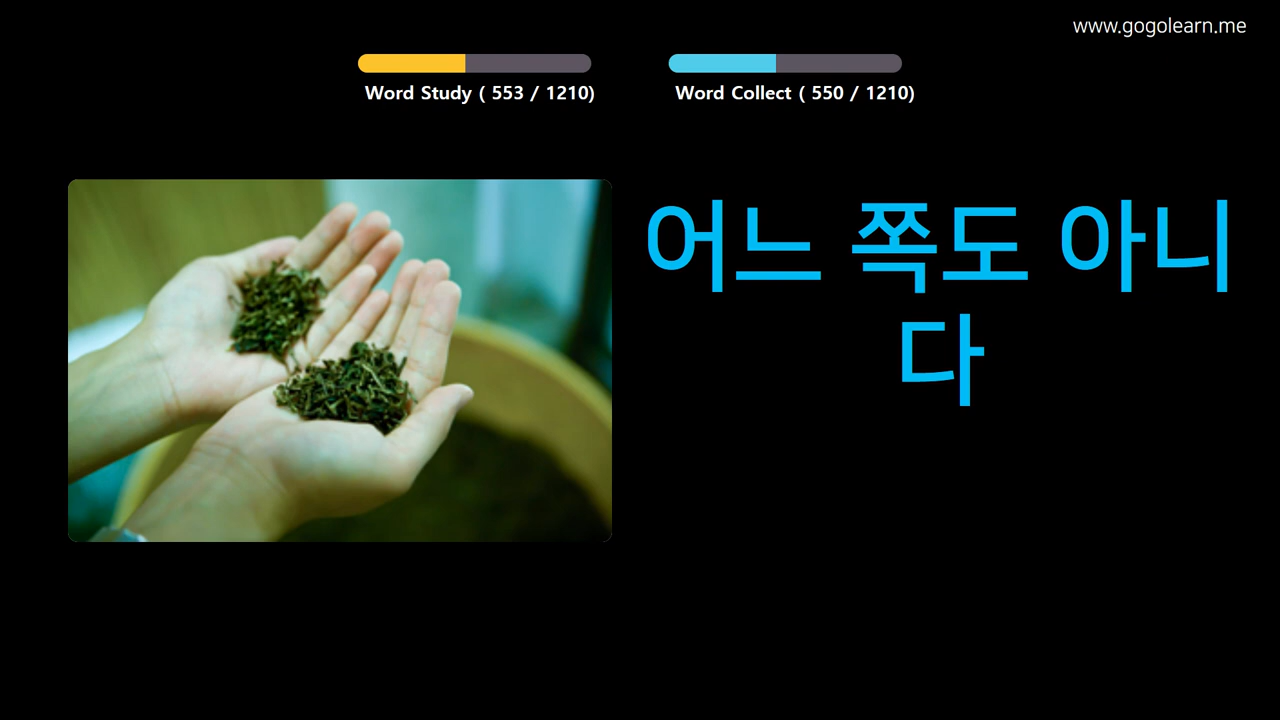 www.gogolearn.me
Word Study ( 553 / 1210)
Word Collect ( 550 / 1210)
어느 쪽도 아니
다